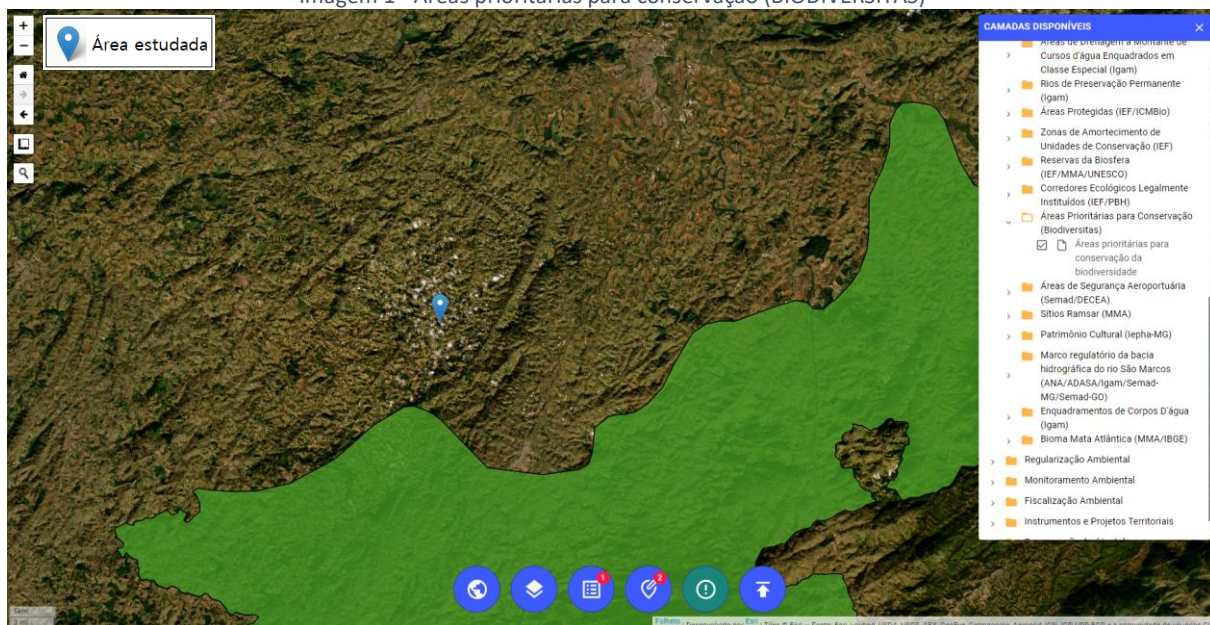 Imagem 1 - Áreas prioritárias para conservação (BIODIVERSITAS)
Área estudada
CAMADAS DISPONÍVEIS
Áreas de Drenagem a Montante de
Cursos d'água Enquadrados em
Classe Especial (Igam)
Rios de Preservação Permanente
(Igam)
Áreas Protegidas (IEF/ICMBio)
Zonas de Amortecimento de
Unidades de Conservação (IEF)
Reservas da Biosfera
(IEF/MMA/UNESCO)
Corredores Ecológicos Legalmente
Instituídos (IEF/PBH)
Áreas Prioritárias para Conservação
(Biodiversitas)
Áreas prioritárias para
conservação da
biodiversidade
Áreas de Segurança Aeroportuária
(Semad/DECEA)
Sítios Ramsar (MMA)
Patrimônio Cultural (Iepha-MG)
Marco regulatório da bacia
hidrográfica do rio São Marcos
(ANA/ADASA/Igam/Semad-
MG/Semad-GO)
Enquadramentos de Corpos D'água
(Igam)
Bioma Mata Atlântica (MMA/IBGE)
Regularização Ambiental
Monitoramento Ambiental
Fiscalização Ambiental
Instrumentos e Projetos Territoriais
1
2
5 km
Folheto